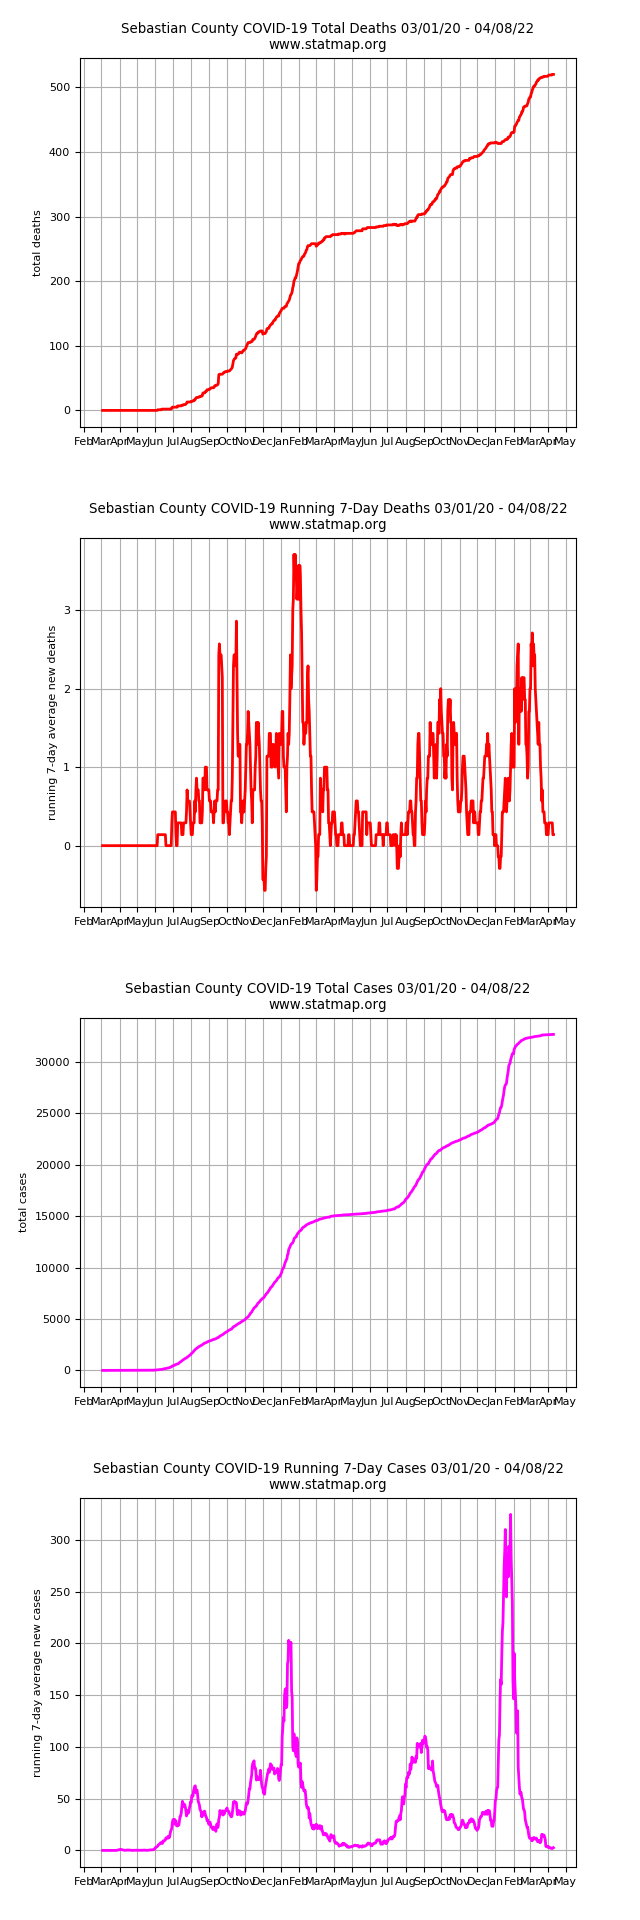 Sebastian County COVID-19 Total Deaths 03/01/20 - 04/08/22
www.statmap.org
500
400
300
200
100
0
total deaths
Feb Mar Apr May Jun Jul Aug Sep Oct Nov Dec Jan Feb Mar Apr May Jun Jul Aug Sep Oct Nov Dec Jan Feb Mar Apr May
Sebastian County COVID-19 Running 7-Day Deaths 03/01/20 - 04/08/22
www.statmap.org
3
2
1
0
running 7-day average new deaths
Feb Mar Apr May Jun Jul Aug Sep Oct Nov Dec Jan Feb Mar Apr May Jun Jul Aug Sep Oct Nov Dec Jan Feb Mar Apr May
Sebastian County COVID-19 Total Cases 03/01/20 - 04/08/22
www.statmap.org
30000
25000
20000
15000
10000
5000
0
total cases
Feb Mar Apr May Jun Jul Aug Sep Oct Nov Dec Jan Feb Mar Apr May Jun Jul Aug Sep Oct Nov Dec Jan Feb Mar Apr May
Sebastian County COVID-19 Running 7-Day Cases 03/01/20 - 04/08/22
www.statmap.org
300
250
200
150
100
50
0
running 7-day average new cases
Feb Mar Apr May Jun Jul Aug Sep Oct Nov Dec Jan Feb Mar Apr May Jun Jul Aug Sep Oct Nov Dec Jan Feb Mar Apr May